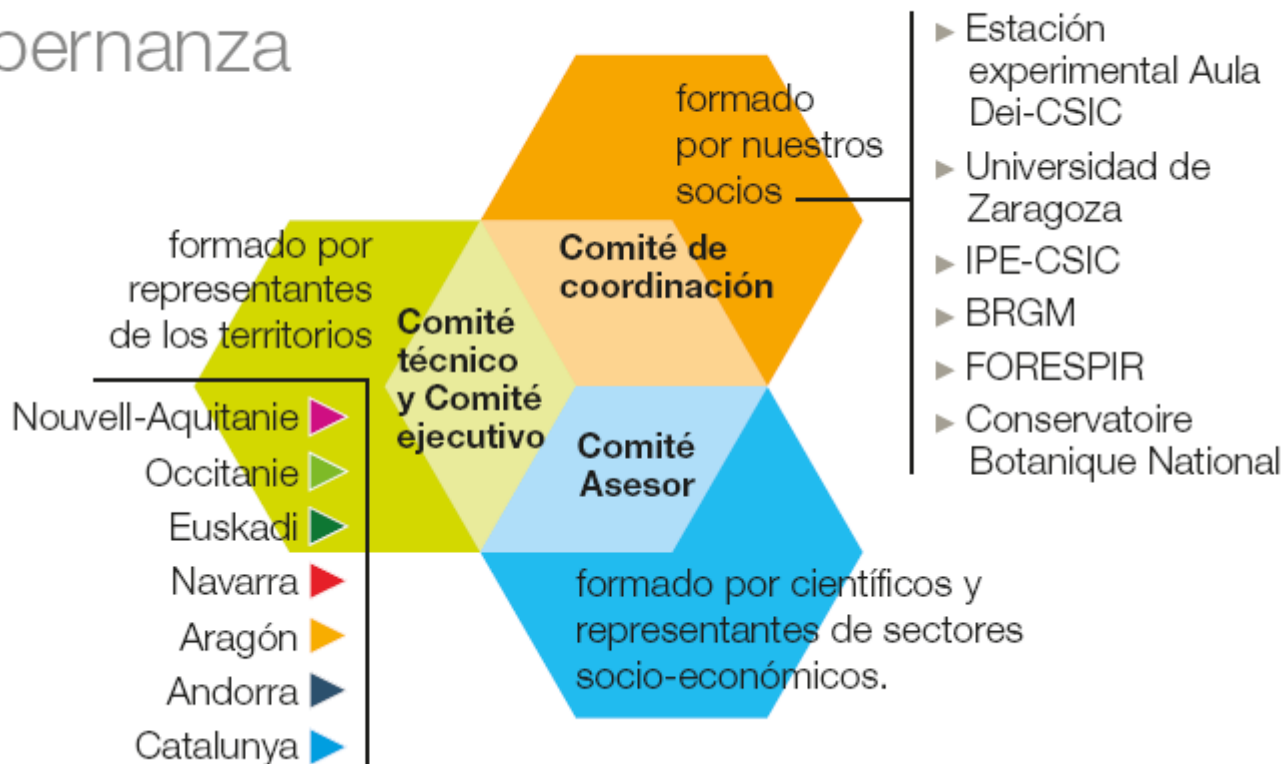 bernanza
formado
por nuestros
socios
Estación
experimental Aula
Dei-CSIC
Universidad de
Zaragoza
IPE-CSIC
BRGM
FORESPIR
Conservatoire
Botanique National
Comité de
coordinación
formado por
representantes
de los territorios
Comité
técnico
y Comité
ejecutivo
Nouvell-Aquitanie
Occitanie
Euskadi
Navarra
Aragón
Andorra
Catalunya
Comité
Asesor
formado por científicos y
representantes de sectores
socio-económicos.